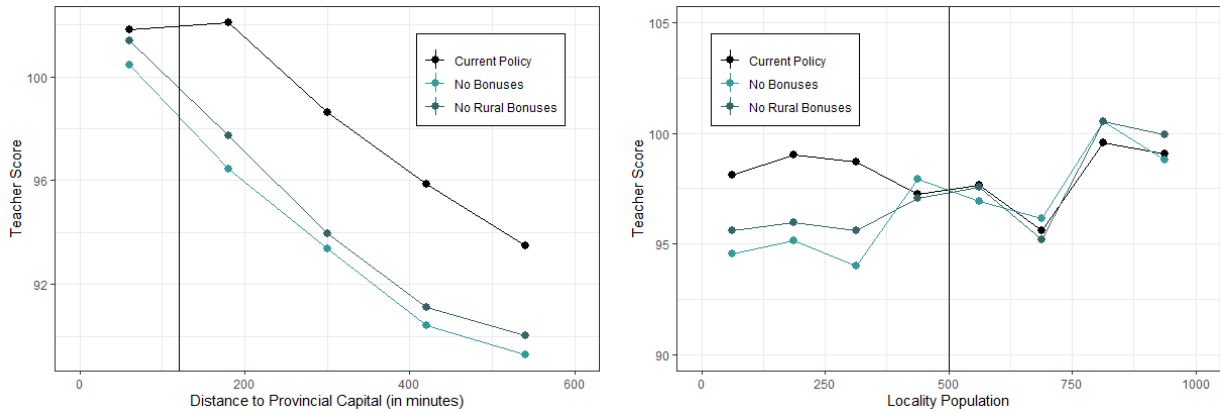 100
96
92
Teacher Score
0
200
400
600
Distance to Provincial Capital (in minutes)
Current Policy
No Bonuses
No Rural Bonuses
105
100
95
90
Teacher Score
0
250
500
750
1000
Locality Population
Current Policy
No Bonuses
No Rural Bonuses